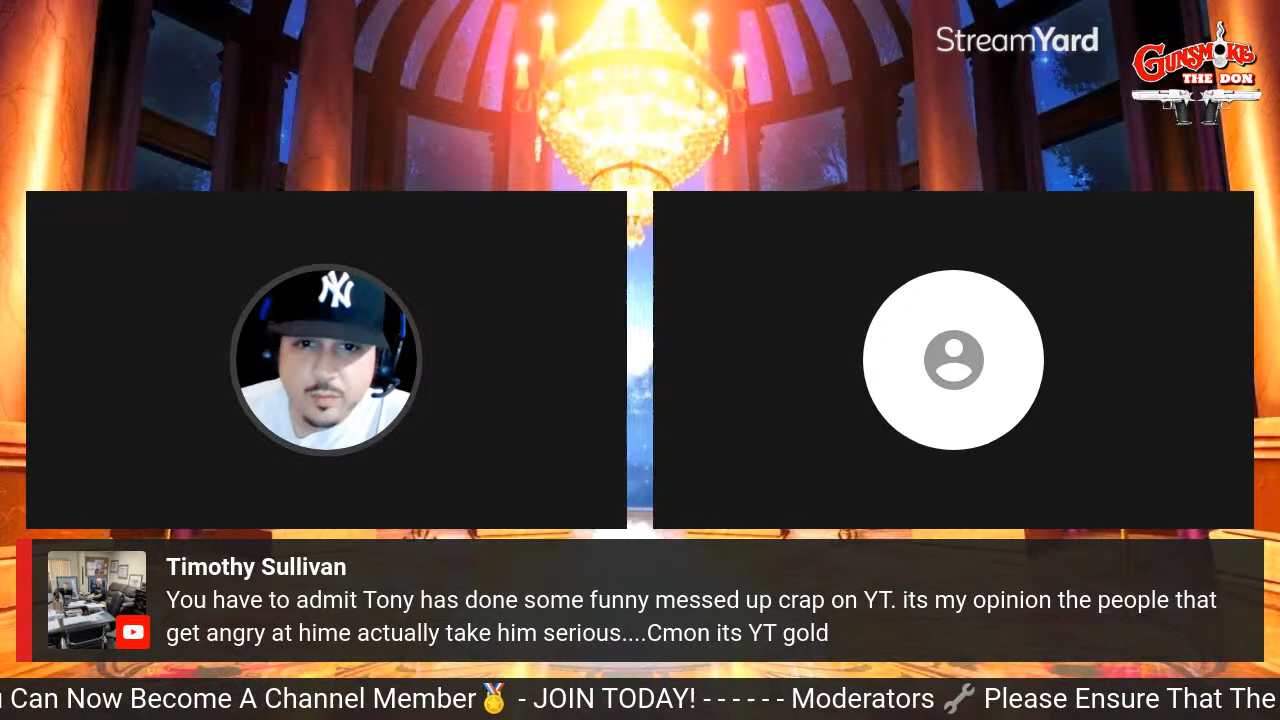 StreamYard
GUNSMOKE
THE DON
NY
Timothy Sullivan
You have to admit Tony has done some funny messed up crap on YT. its my opinion the people that
get angry at hime actually take him serious....Cmon its YT gold
Can Now Become A Channel Member🏅 - JOIN TODAY! - - - - - - Moderators 🔧 Please Ensure That The